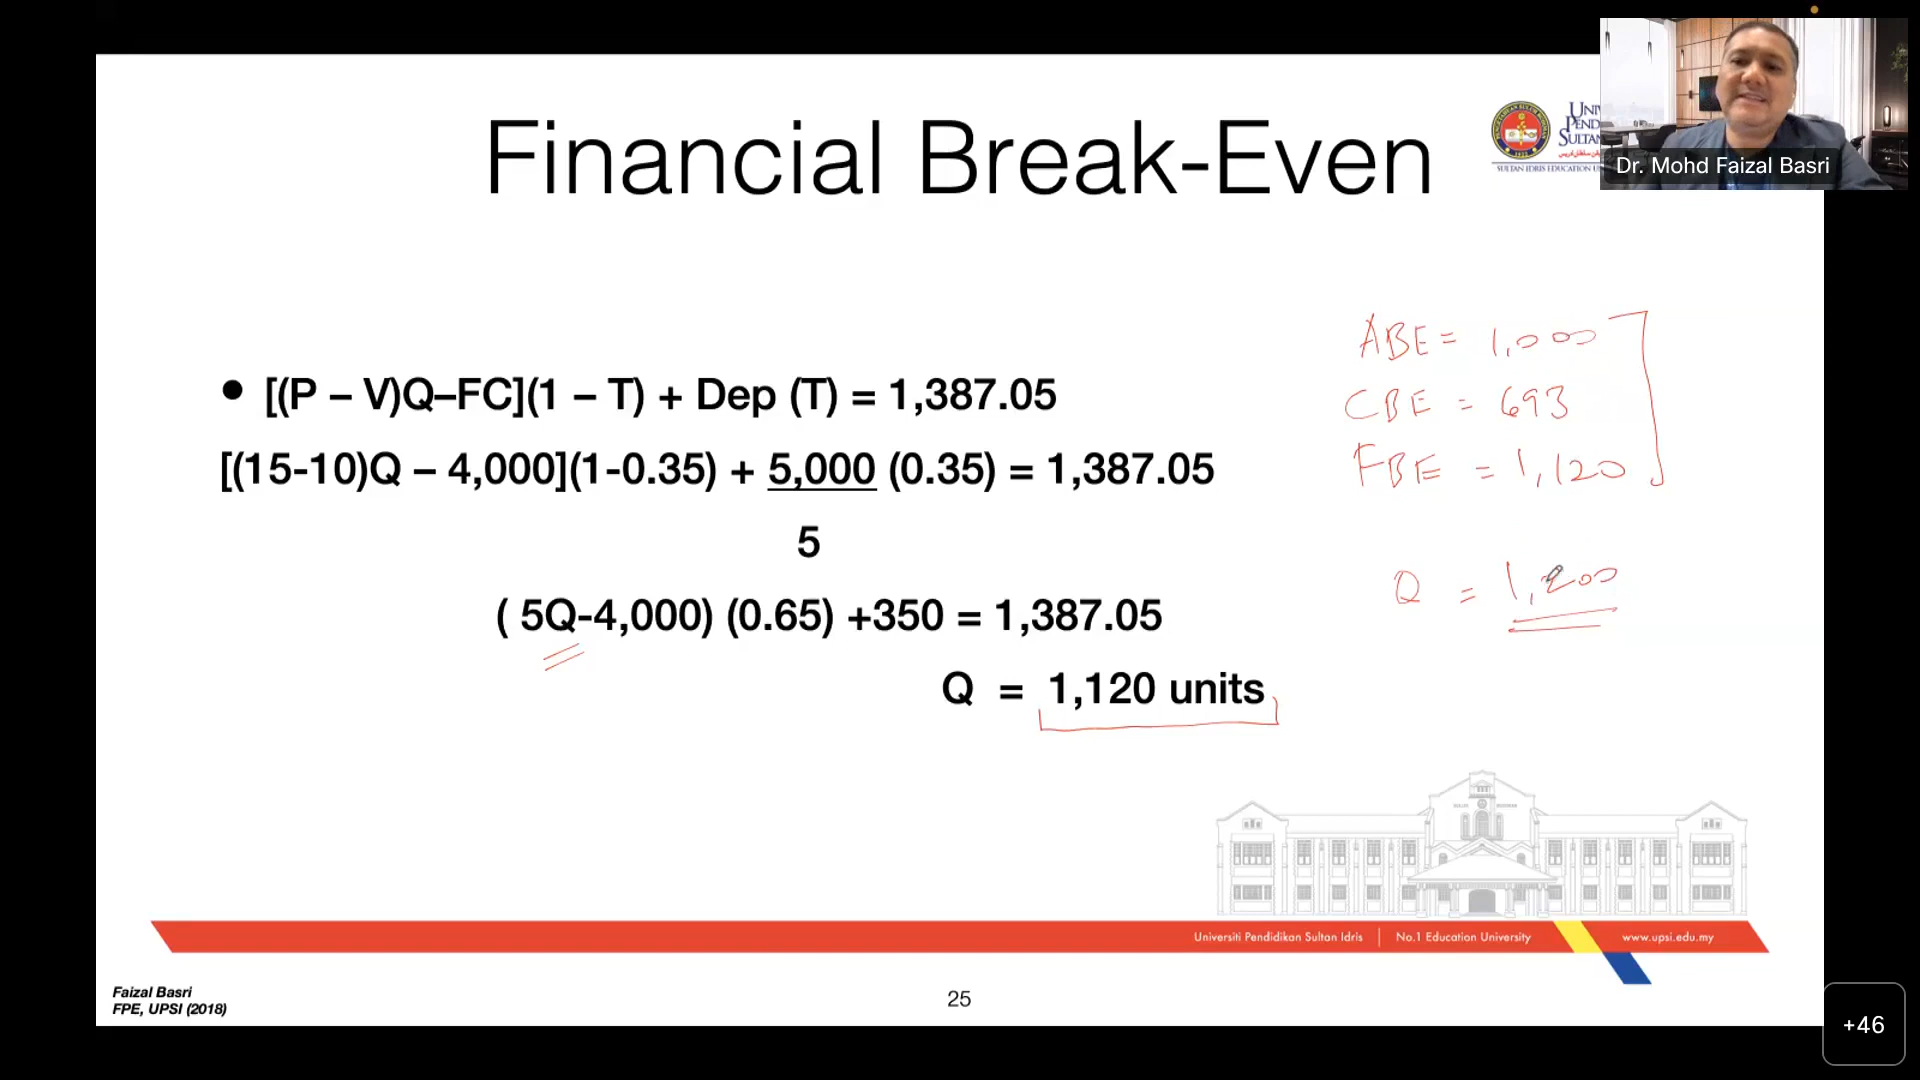 Financial Break-Even
SULTAN IDRIS EDUCATION
Dr. Mohd Faizal Basri
• [(P – V)Q–FC](1 – T) + Dep (T) = 1,387.05
[(15-10)Q – 4,000](1-0.35) + 5,000 (0.35) = 1,387.05
5
( 5Q-4,000) (0.65) +350 = 1,387.05
Q = 1,120 units
ABE = 1,000
CBE = 693
FBE = 1,120
Q = 1,200
Universiti Pendidikan Sultan Idris | No.1 Education University
www.upsi.edu.my
Faizal Basri
FPE, UPSI (2018)
25
+46